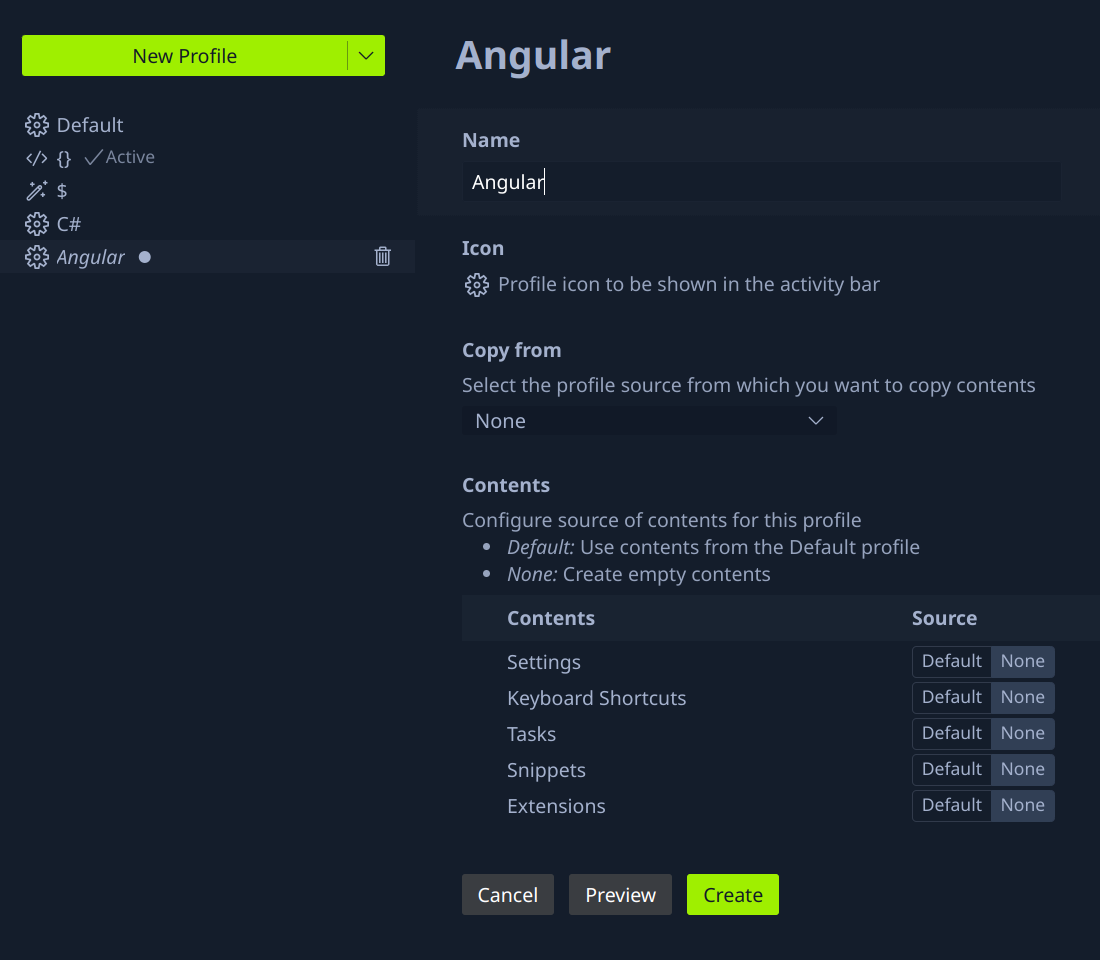 New Profile
Default
{} Active
$
C#
Angular
Angular
Name
Angular
Icon
Profile icon to be shown in the activity bar
Copy from
Select the profile source from which you want to copy contents
None
Contents
Configure source of contents for this profile
• Default: Use contents from the Default profile
• None: Create empty contents
Contents Source
Settings Default None
Keyboard Shortcuts Default None
Tasks Default None
Snippets Default None
Extensions Default None
Cancel Preview Create